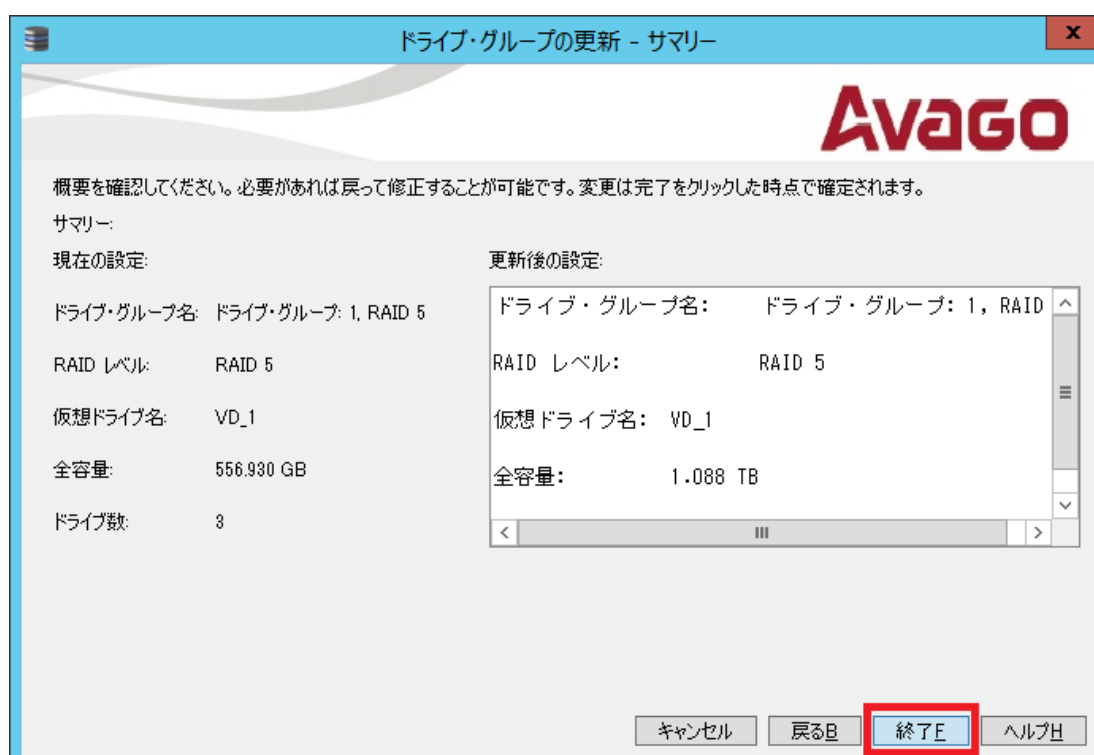 ドライブ・グループの更新 - サマリー
x
AVAGO
概要を確認してください。必要があれば戻って修正することが可能です。変更は完了をクリックした時点で確定されます。
サマリー:
現在の設定:
ドライブ・グループ名: ドライブ・グループ: 1, RAID 5
RAID レベル: RAID 5
仮想ドライブ名: VD_1
全容量: 556.930 GB
ドライブ数: 3
更新後の設定:
ドライブ・グループ名: ドライブ・グループ: 1, RAID
RAID レベル: RAID 5
仮想ドライブ名: VD_1
全容量: 1.088 TB
キャンセル 戻るB 終了F ヘルプH